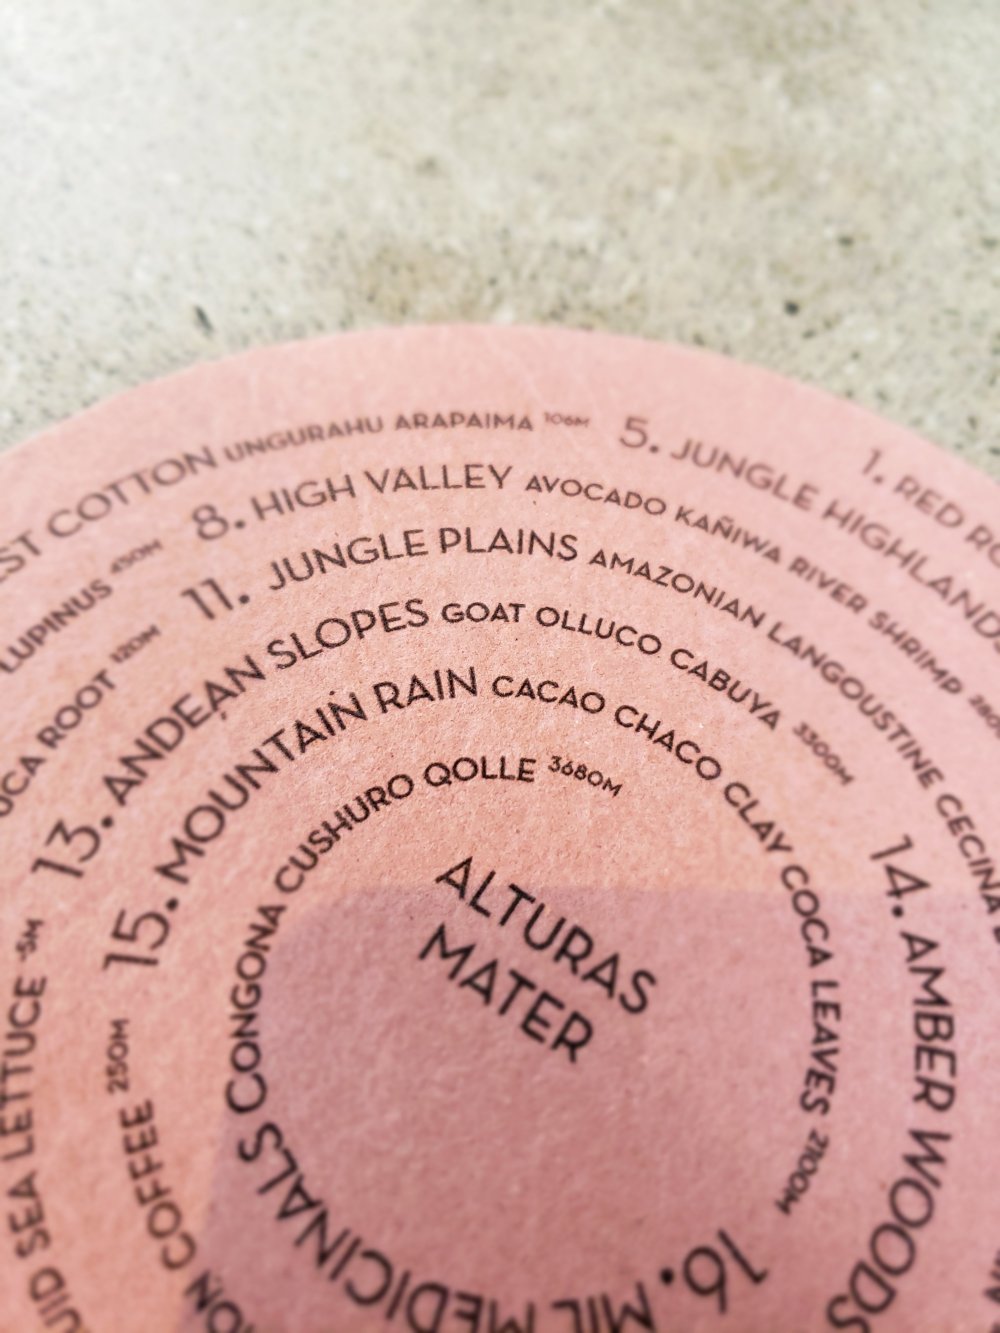 1. RED
5. JUNGLE HIGHLANDS
COTTON UNGURAHU ARAPAIMA 106M
8. HIGH VALLEY AVOCADO KAÑIWA RIVER SHRIMP
LUPINUS 450M
11. JUNGLE PLAINS AMAZONIAN LANGOUSTINE CECINA
ROOT 120M
13. ANDEAN SLOPES GOAT OLLUCO CABUYA 3300M
SEA LETTUCE -5M
14. AMBER WOODS
COFFEE 250M
15. MOUNTAIN RAIN CACAO CHACO CLAY COCA LEAVES 2100M
16. MIL MEDICINALS CONGONA CUSHURO QOLLE 3680M
ALTURAS
MATER